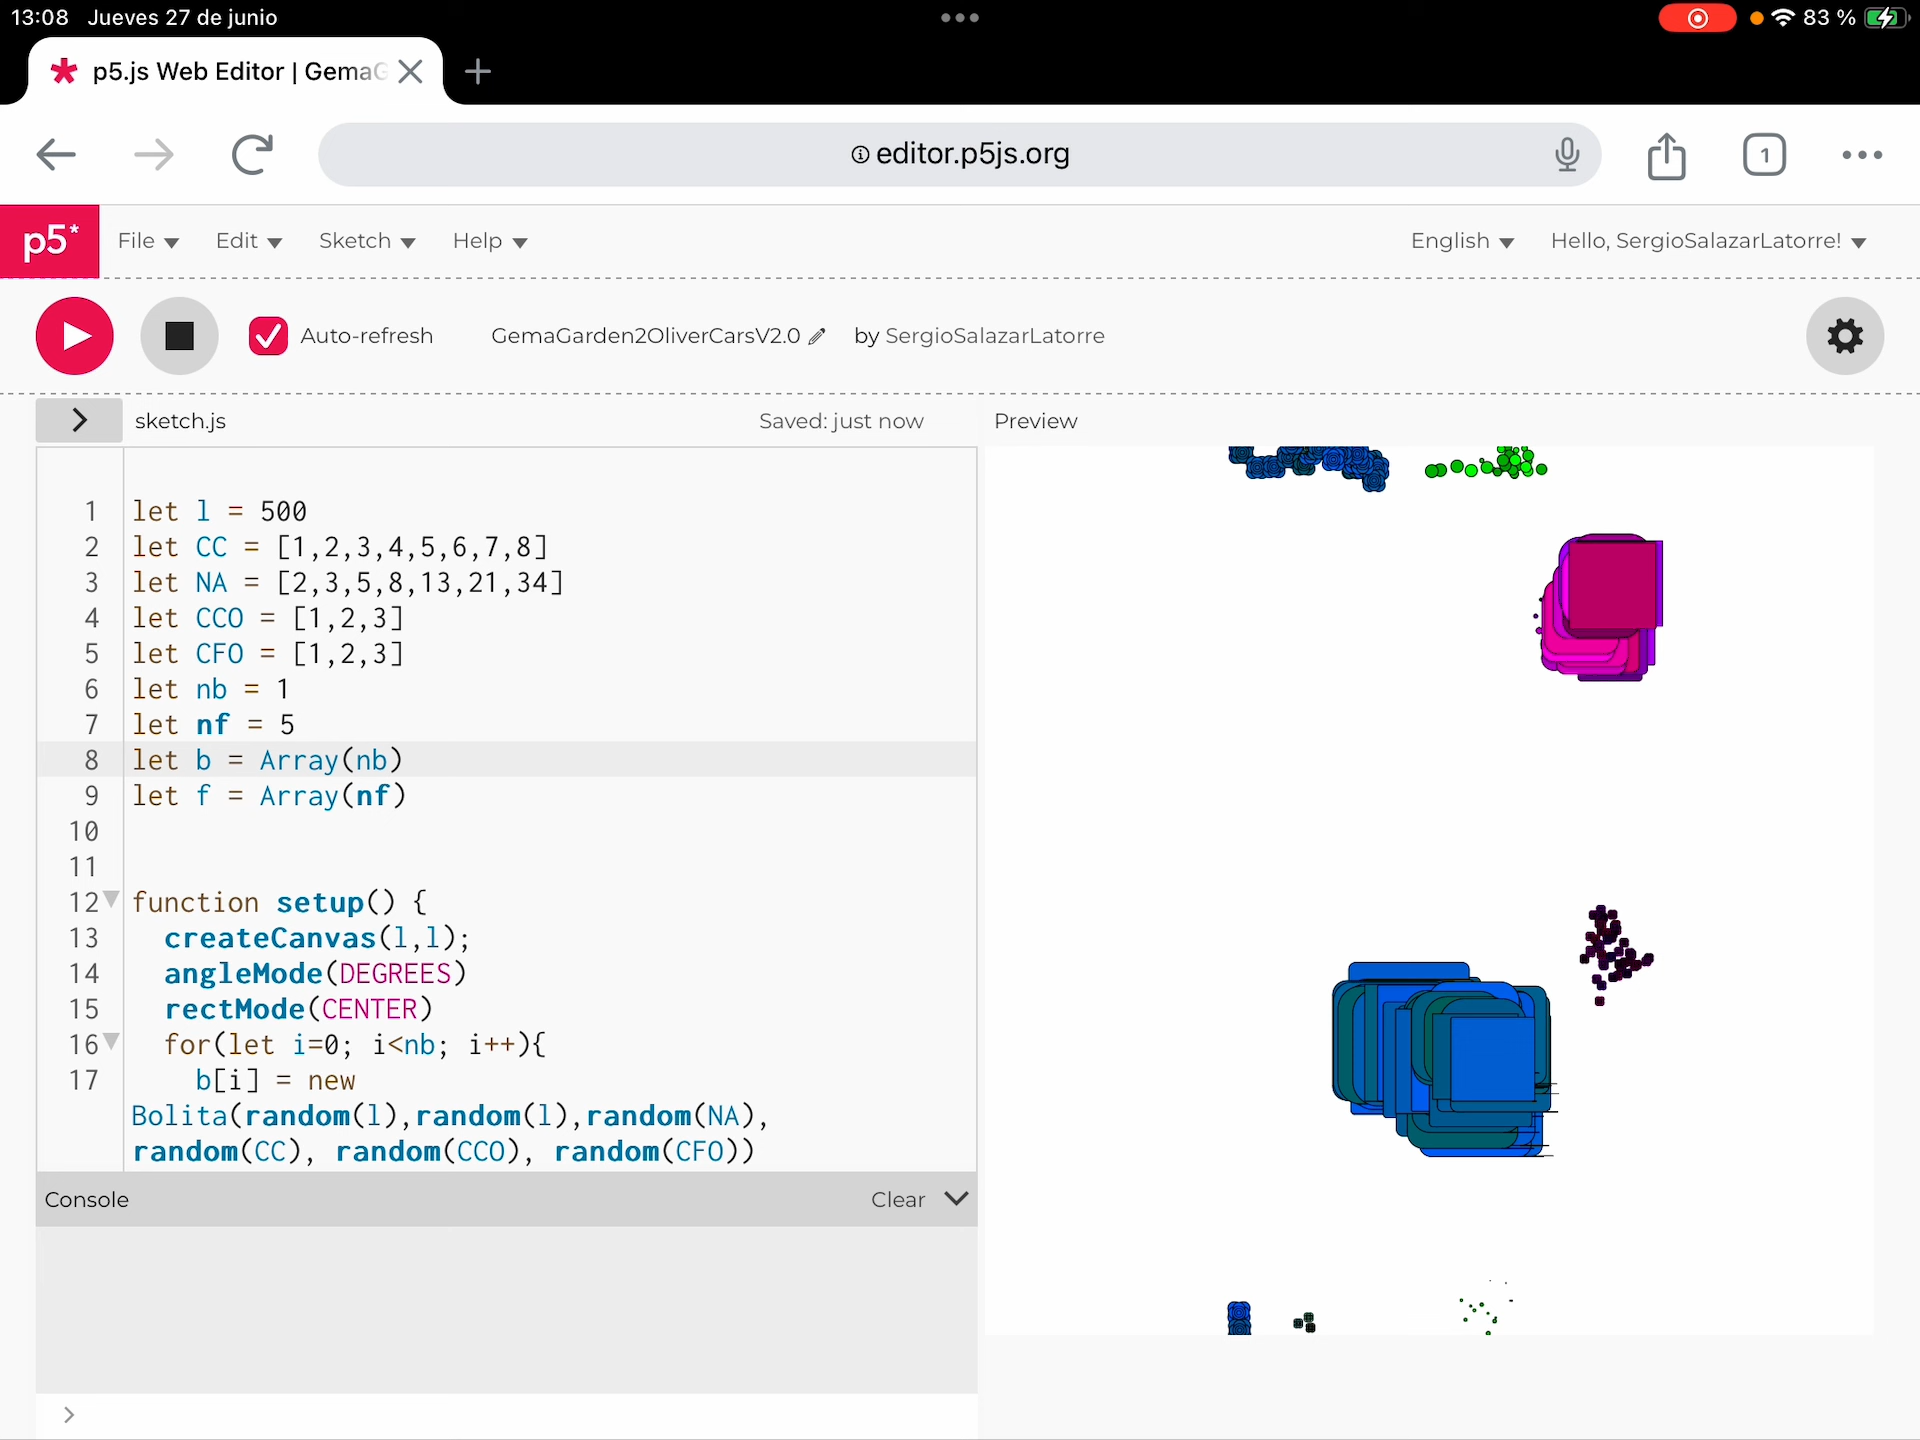 13:08 Jueves 27 de junio
83 %
p5.js Web Editor | Gema
editor.p5js.org
1
p5* File Edit Sketch Help English Hello, SergioSalazarLatorre!
Auto-refresh GemaGarden2OliverCarsV2.0 by SergioSalazarLatorre
> sketch.js Saved: just now Preview
1 let l = 500
2 let CC = [1,2,3,4,5,6,7,8]
3 let NA = [2,3,5,8,13,21,34]
4 let CCO = [1,2,3]
5 let CFO = [1,2,3]
6 let nb = 1
7 let nf = 5
8 let b = Array(nb)
9 let f = Array(nf)
10
11
12 function setup() {
13 createCanvas(l,l);
14 angleMode(DEGREES)
15 rectMode(CENTER)
16 for(let i=0; i<nb; i++){
17 b[i] = new
Bolita(random(l),random(l),random(NA),
random(CC), random(CCO), random(CFO))
Console Clear
>